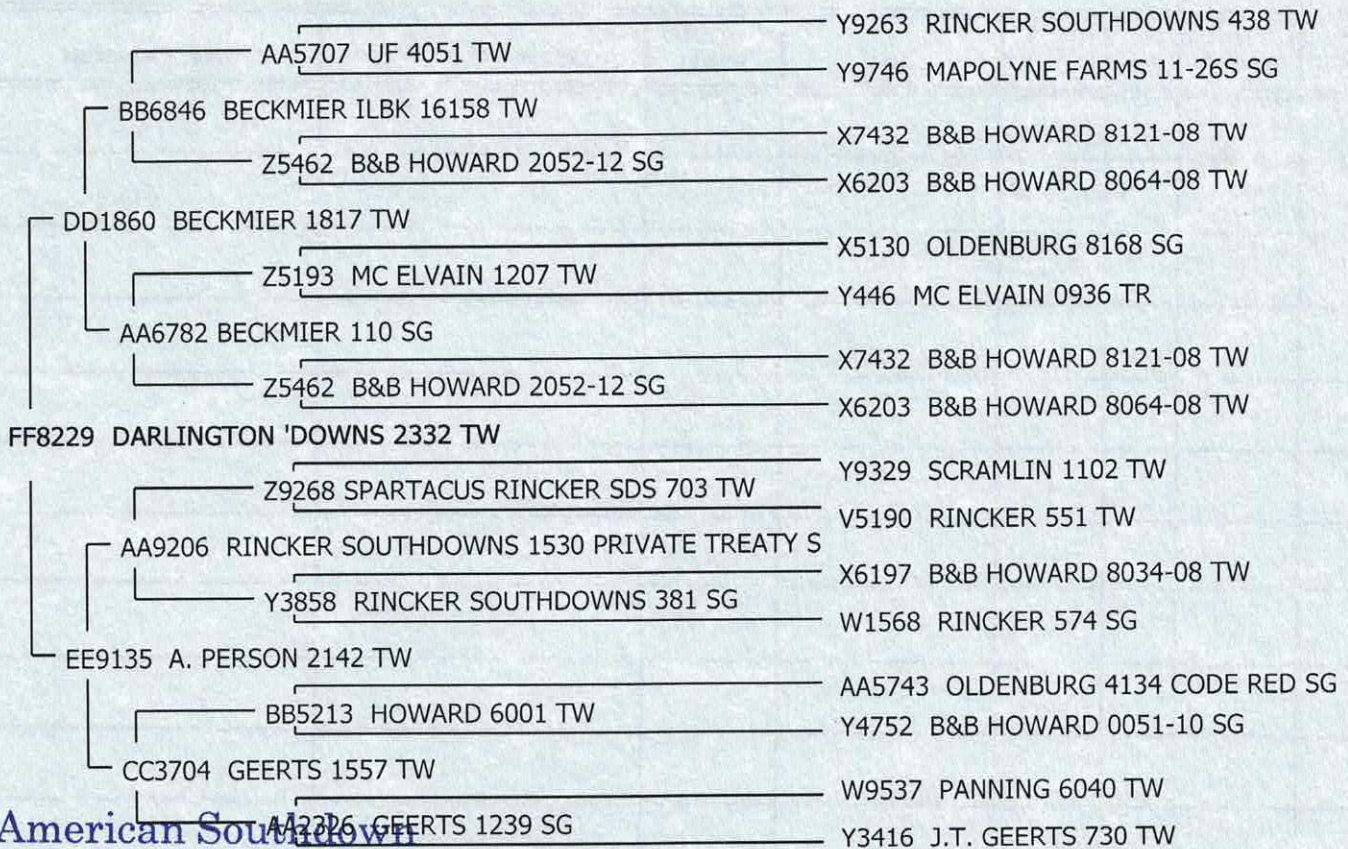 Y9263 RINCKER SOUTHDOWNS 438 TW
AA5707 UF 4051 TW
Y9746 MAPOLYNE FARMS 11-26S SG
BB6846 BECKMIER ILBK 16158 TW
X7432 B&B HOWARD 8121-08 TW
Z5462 B&B HOWARD 2052-12 SG
X6203 B&B HOWARD 8064-08 TW
DD1860 BECKMIER 1817 TW
X5130 OLDENBURG 8168 SG
Z5193 MC ELVAIN 1207 TW
Y446 MC ELVAIN 0936 TR
AA6782 BECKMIER 110 SG
X7432 B&B HOWARD 8121-08 TW
Z5462 B&B HOWARD 2052-12 SG
X6203 B&B HOWARD 8064-08 TW
FF8229 DARLINGTON 'DOWNS 2332 TW
Y9329 SCRAMLIN 1102 TW
Z9268 SPARTACUS RINCKER SDS 703 TW
V5190 RINCKER 551 TW
AA9206 RINCKER SOUTHDOWNS 1530 PRIVATE TREATY S
X6197 B&B HOWARD 8034-08 TW
Y3858 RINCKER SOUTHDOWNS 381 SG
W1568 RINCKER 574 SG
EE9135 A. PERSON 2142 TW
AA5743 OLDENBURG 4134 CODE RED SG
BB5213 HOWARD 6001 TW
Y4752 B&B HOWARD 0051-10 SG
CC3704 GEERTS 1557 TW
W9537 PANNING 6040 TW
AA2326 GEERTS 1239 SG
American Southdown
Y3416 J.T. GEERTS 730 TW